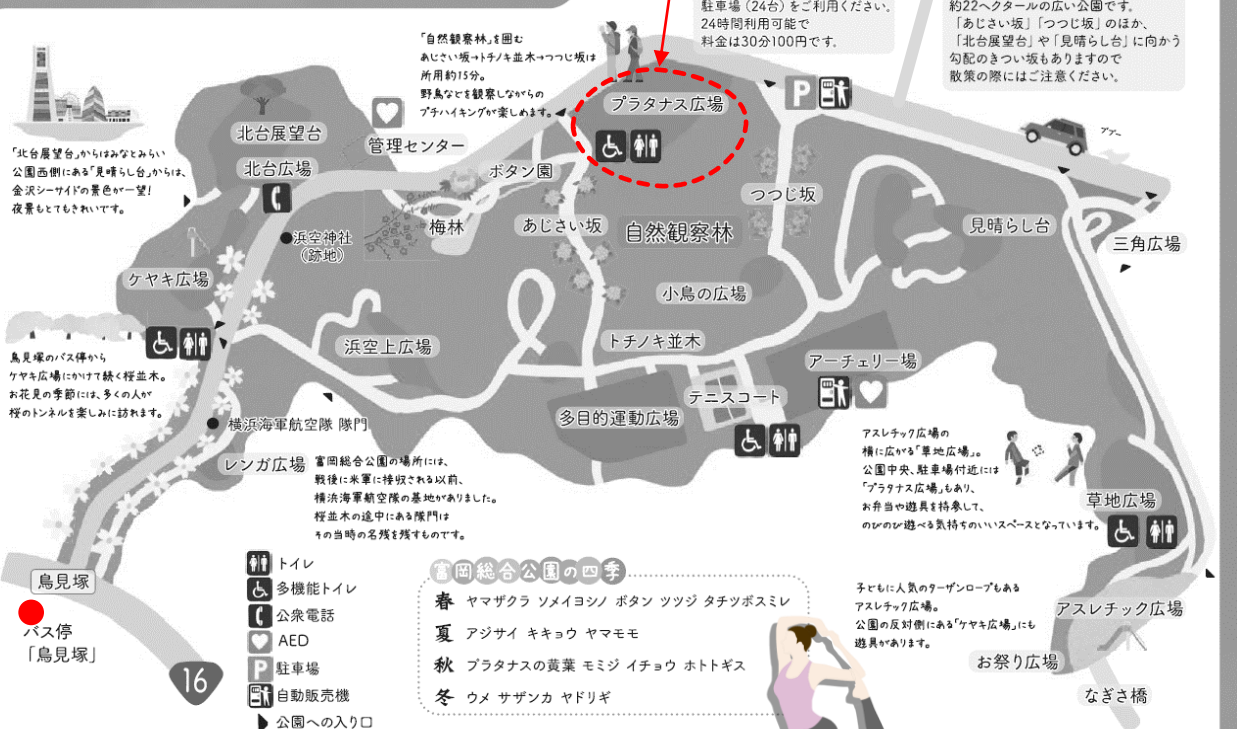 駐車場（24台）をご利用ください。
24時間利用可能で
料金は30分100円です。
約22ヘクタールの広い公園です。
「あじさい坂」「つつじ坂」のほか、
「北台展望台」や「見晴らし台」に向かう
勾配のきつい坂もありますので
散策の際にはご注意ください。
「自然観察林」を囲む
あじさい坂→トチノキ並木→つつじ坂は
所用約15分。
野鳥などを観察しながらの
プチハイキングが楽しめます。
プラタナス広場
P
北台展望台
管理センター
「北台展望台」からはみなとみらい
公園西側にある「見晴らし台」からは、
金沢シーサイドの景色が一望！
夜景もとてもきれいです。
北台広場
ボタン園
つつじ坂
梅林
あじさい坂
自然観察林
見晴らし台
三角広場
浜空神社
（跡地）
ケヤキ広場
小鳥の広場
鳥見塚のバス停から
ケヤキ広場にかけて続く桜並木。
お花見の季節には、多くの人が
桜のトンネルを楽しみに訪れます。
浜空上広場
トチノキ並木
アーチェリー場
テニスコート
多目的運動広場
横浜海軍航空隊 隊門
レンガ広場
富岡総合公園の場所には、
戦後に米軍に接収される以前、
横浜海軍航空隊の基地がありました。
桜並木の途中にある隊門は
その当時の名残を残すものです。
アスレチック広場の
横に広がる「草地広場」。
公園中央、駐車場付近には
「プラタナス広場」もあり、
お弁当や遊具を持参して、
のびのび遊べる気持ちのいいスペースとなっています。
草地広場
鳥見塚
バス停
「鳥見塚」
16
トイレ
多機能トイレ
公衆電話
AED
P 駐車場
自動販売機
公園への入り口
富岡総合公園の四季
春 ヤマザクラ ソメイヨシノ ボタン ツツジ タチツボスミレ
夏 アジサイ キキョウ ヤマモモ
秋 プラタナスの黄葉 モミジ イチョウ ホトトギス
冬 ウメ サザンカ ヤドリギ
子どもに人気のターザンロープもある
アスレチック広場。
公園の反対側にある「ケヤキ広場」にも
遊具があります。
アスレチック広場
お祭り広場
なぎさ橋